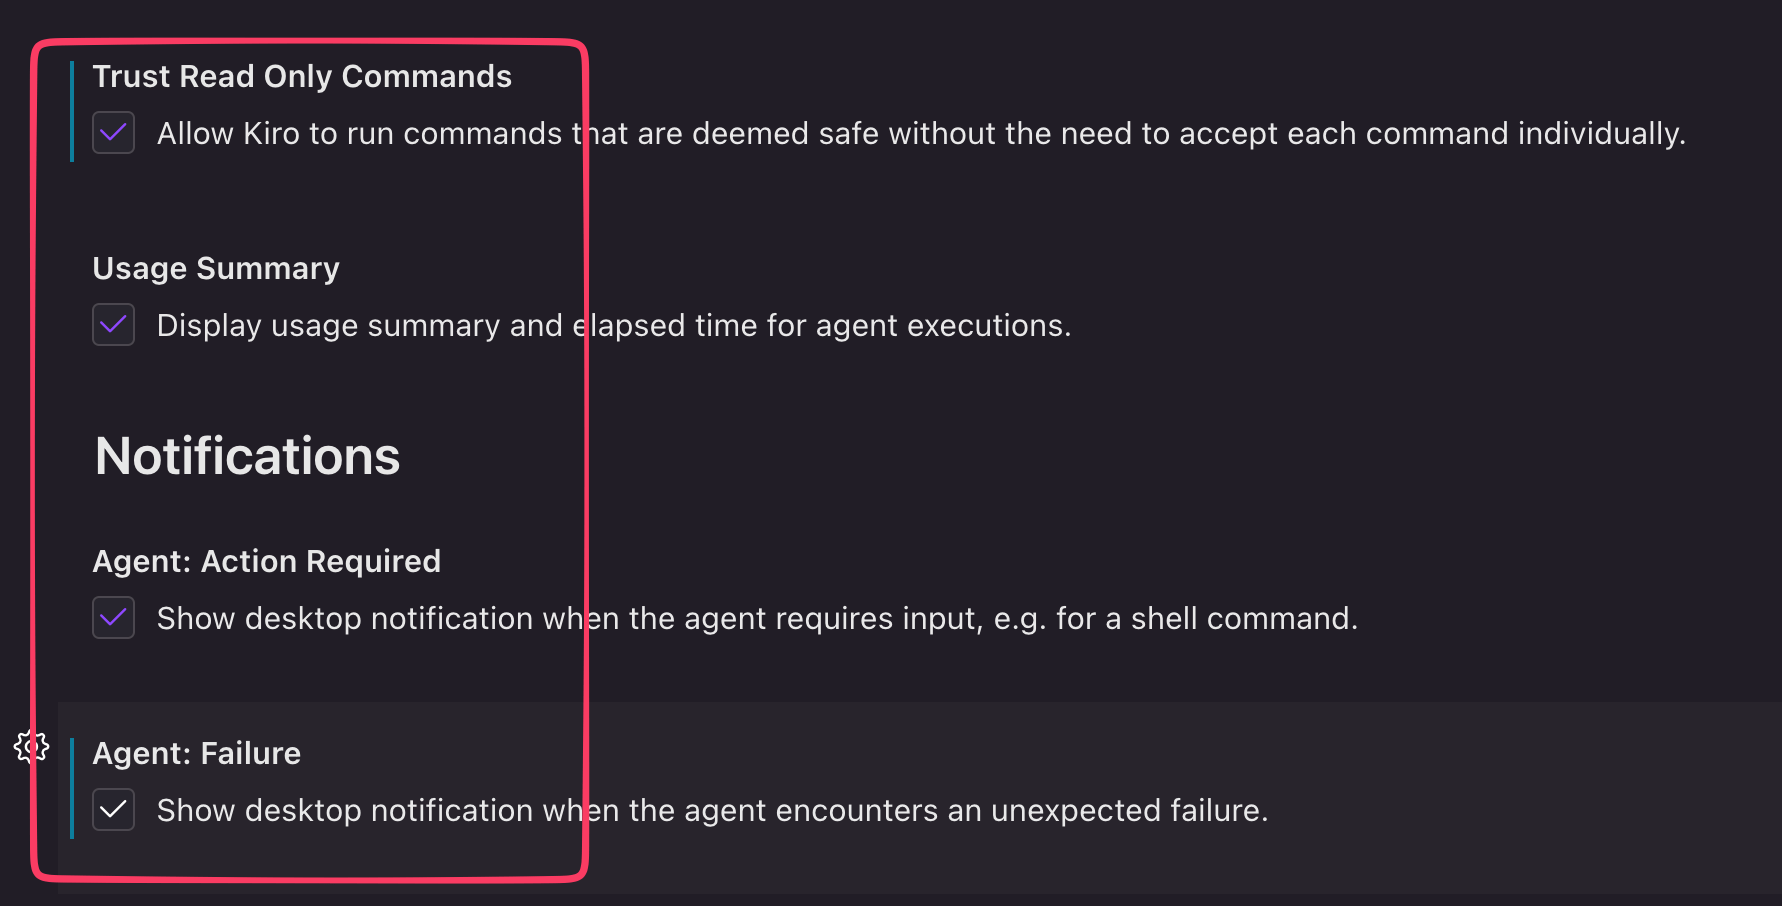 Trust Read Only Commands
Allow Kiro to run commands that are deemed safe without the need to accept each command individually.
Usage Summary
Display usage summary and elapsed time for agent executions.
Notifications
Agent: Action Required
Show desktop notification when the agent requires input, e.g. for a shell command.
Agent: Failure
Show desktop notification when the agent encounters an unexpected failure.